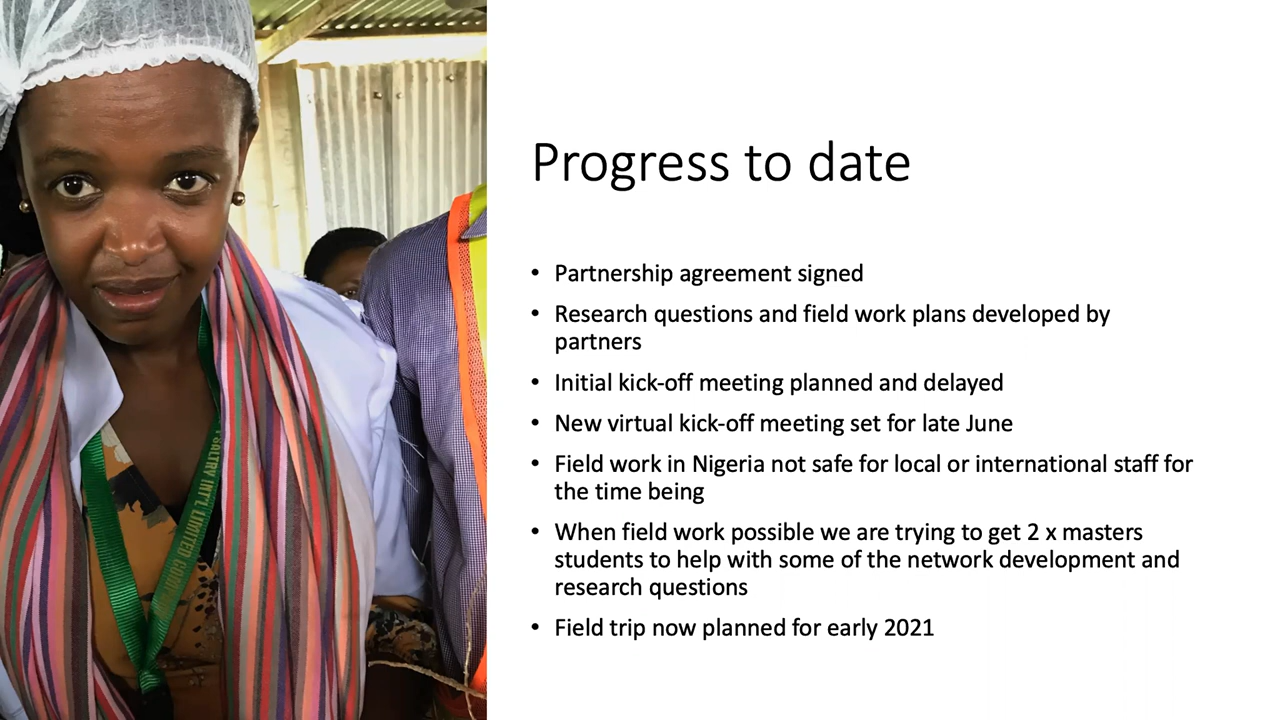 Progress to date
• Partnership agreement signed
• Research questions and field work plans developed by
partners
• Initial kick-off meeting planned and delayed
• New virtual kick-off meeting set for late June
• Field work in Nigeria not safe for local or international staff for
the time being
• When field work possible we are trying to get 2 x masters
students to help with some of the network development and
research questions
• Field trip now planned for early 2021
PSALTRY INT'L LIMITED